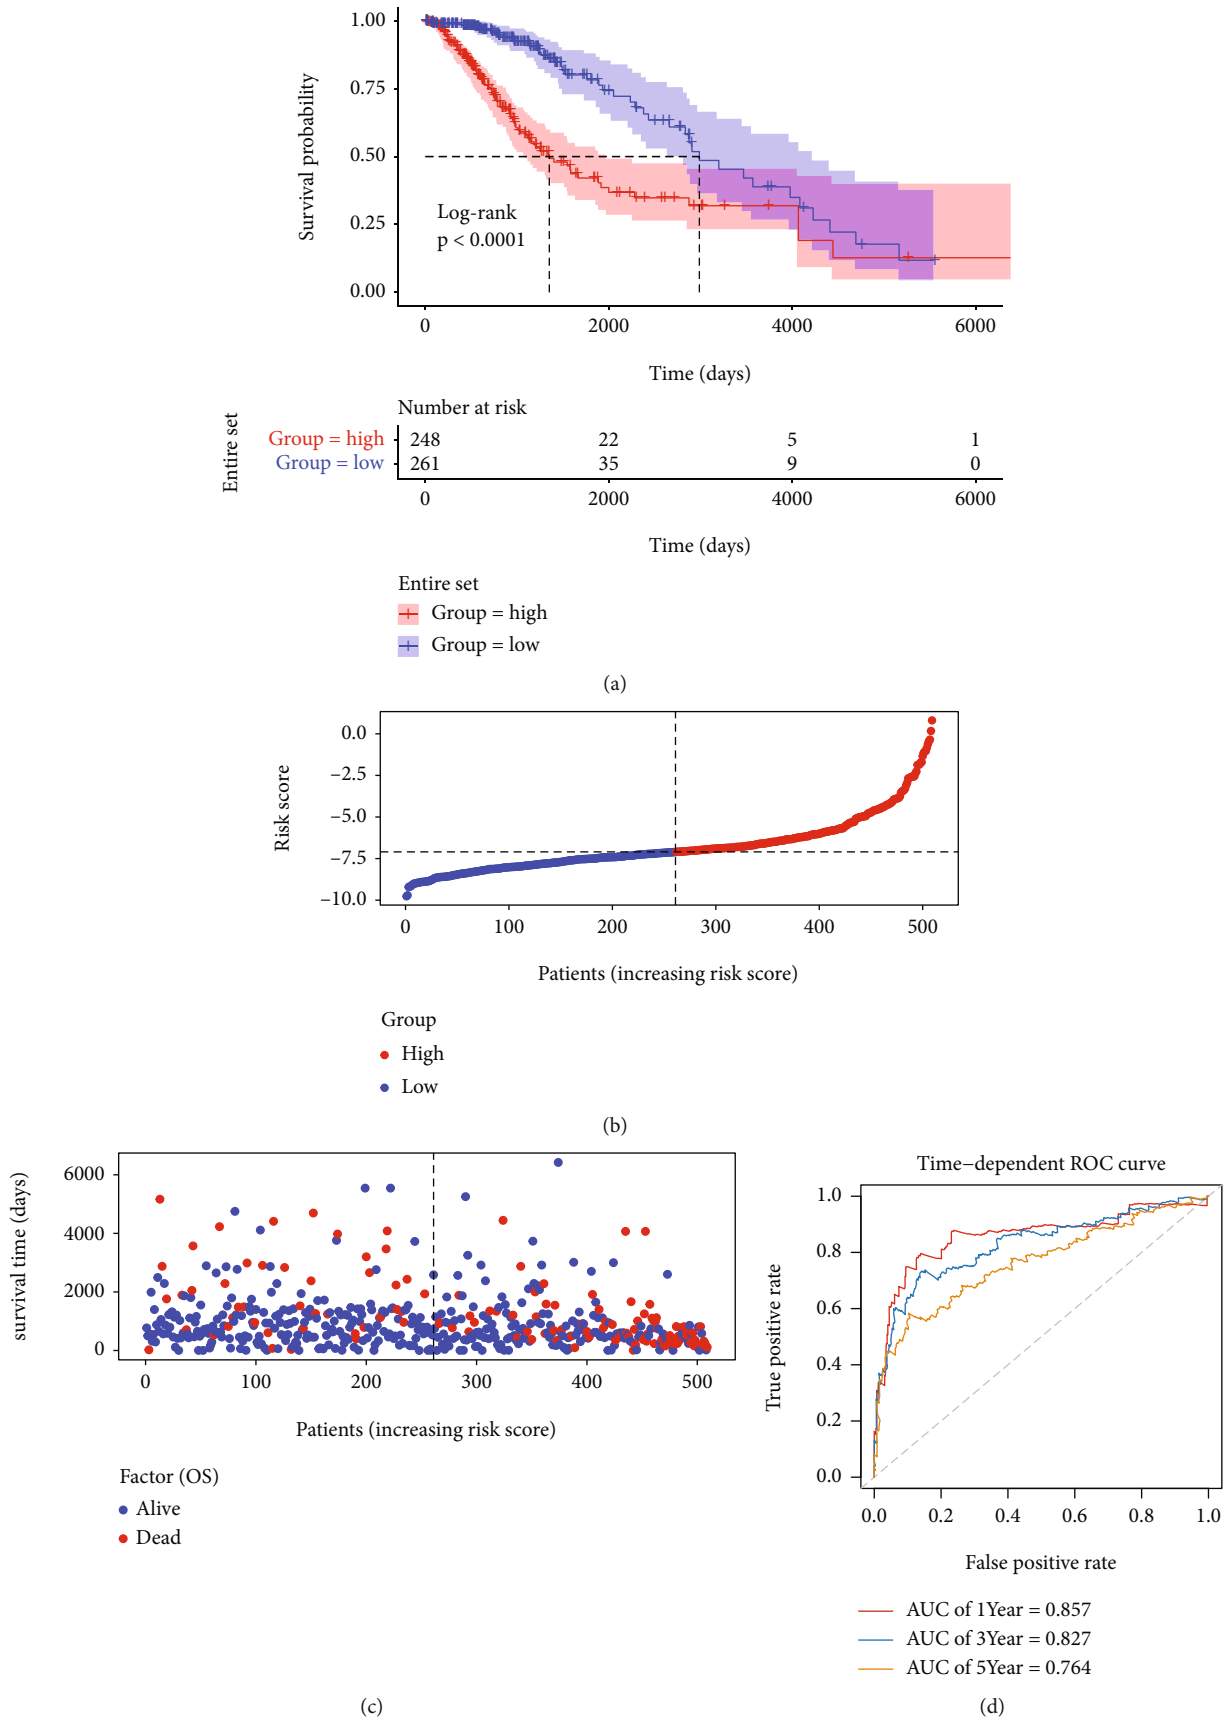 1.00
0.75
0.50
0.25
0.00
Survival probability
Log-rank
p < 0.0001
0 2000 4000 6000
Time (days)
Number at risk
Entire set
Group = high 248 22 5 1
Group = low 261 35 9 0
0 2000 4000 6000
Time (days)
Entire set
Group = high
Group = low
(a)
0.0
−2.5
−5.0
−7.5
−10.0
Risk score
0 100 200 300 400 500
Patients (increasing risk score)
Group
High
Low
(b)
6000
4000
2000
0
survival time (days)
0 100 200 300 400 500
Patients (increasing risk score)
Factor (OS)
Alive
Dead
(c)
Time−dependent ROC curve
1.0
0.8
0.6
0.4
0.2
0.0
True positive rate
0.0 0.2 0.4 0.6 0.8 1.0
False positive rate
AUC of 1Year = 0.857
AUC of 3Year = 0.827
AUC of 5Year = 0.764
(d)